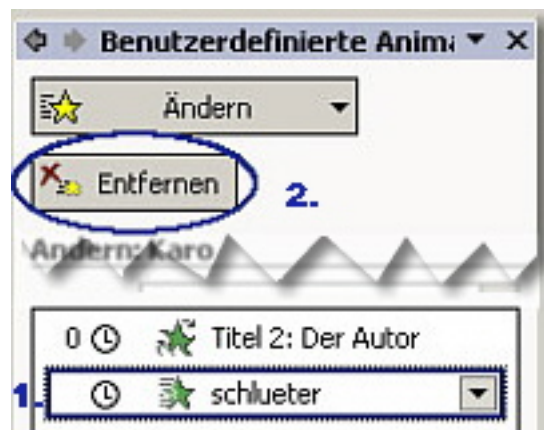 Benutzerdefinierte Anima
Ändern
Entfernen
2.
Ändern: Karo
0 Titel 2: Der Autor
1. schlueter